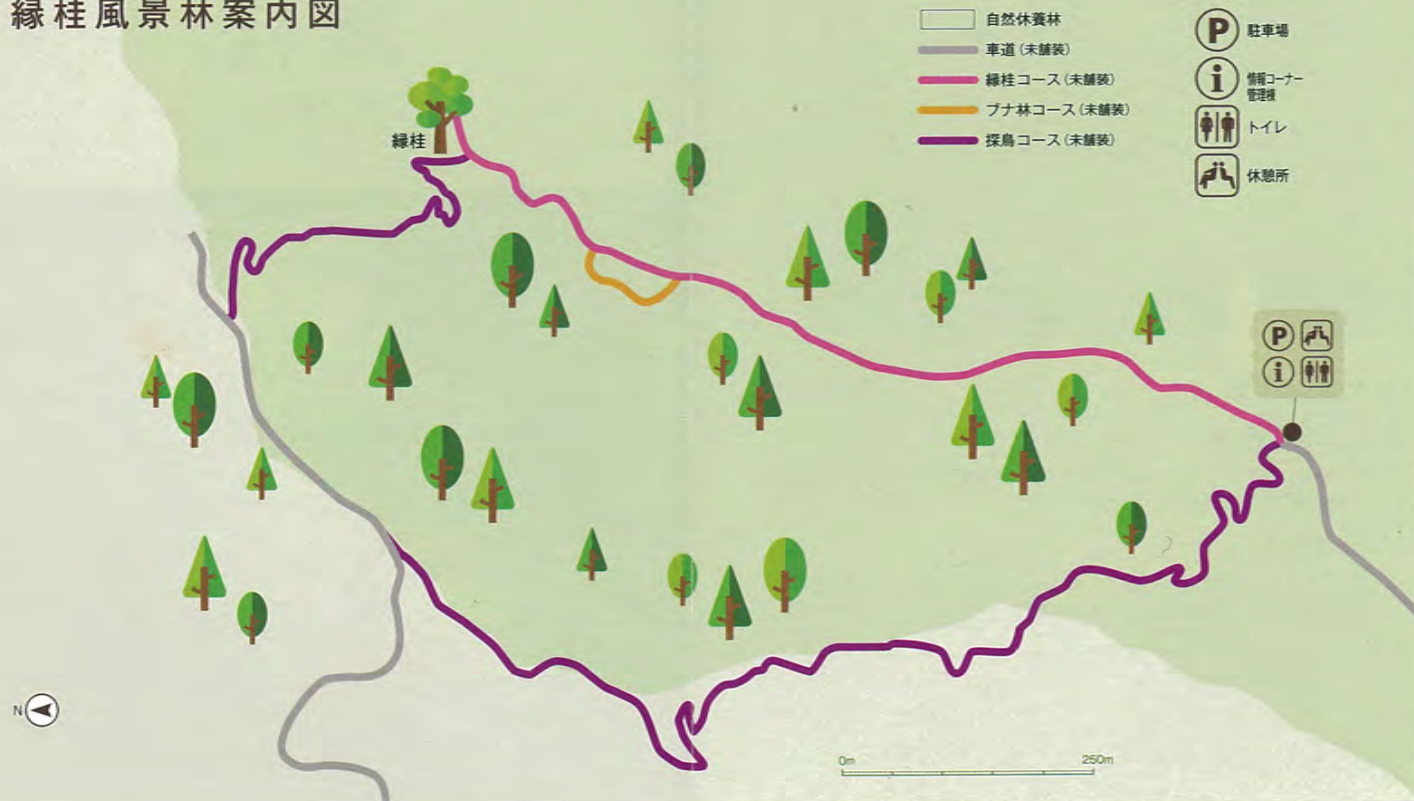 縁桂風景林案内図
自然休養林
車道(未舗装)
縁桂コース(未舗装)
ブナ林コース(未舗装)
探鳥コース(未舗装)
P 駐車場
i 情報コーナー
管理棟
トイレ
休憩所
縁桂
P
i
N
0m 250m